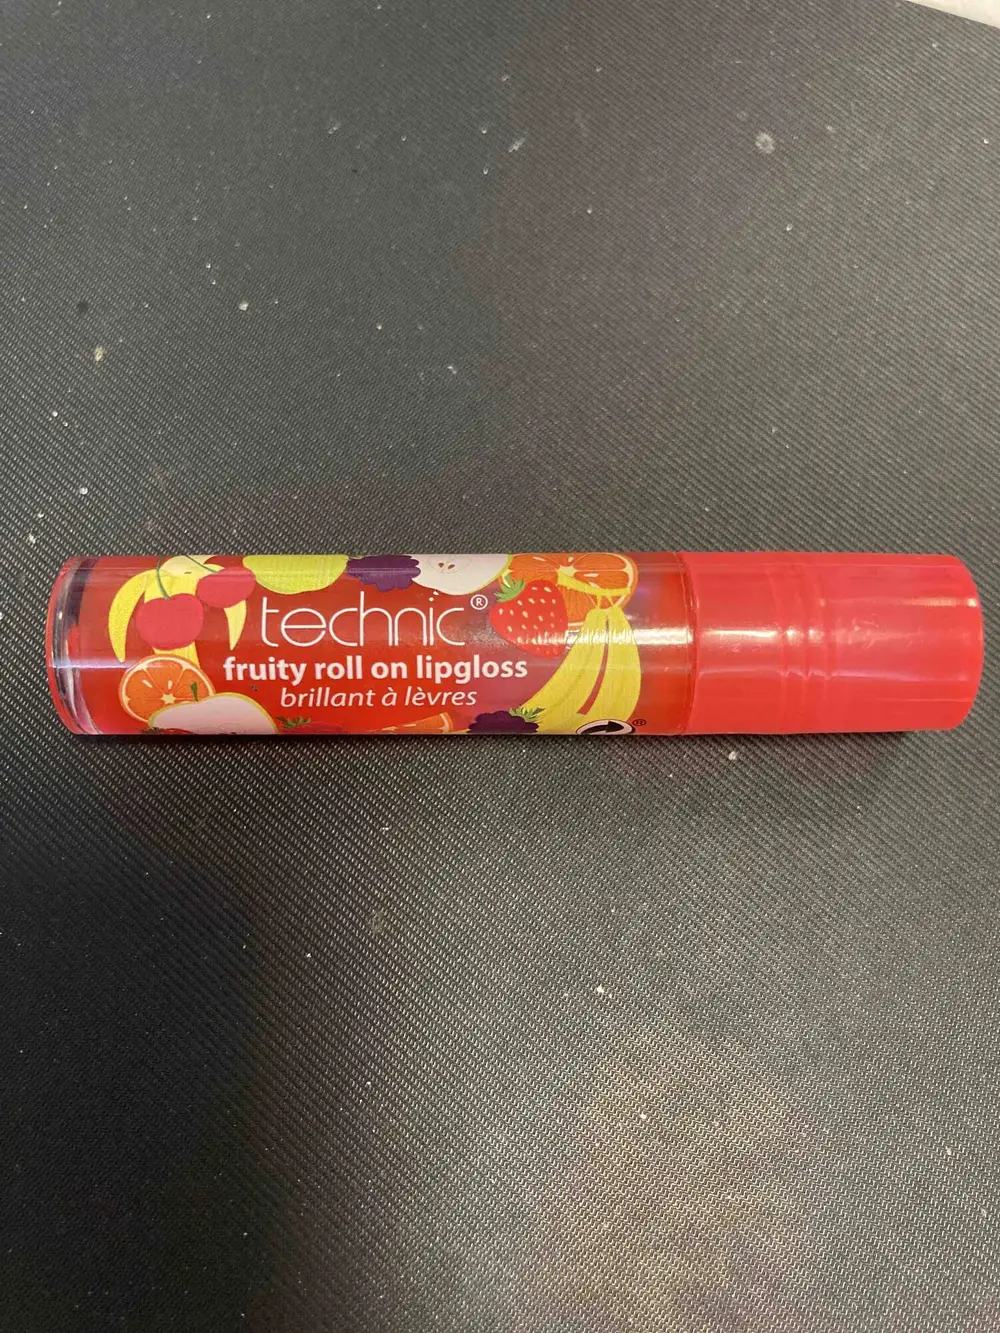 technic®
fruity roll on lipgloss
brillant à lèvres